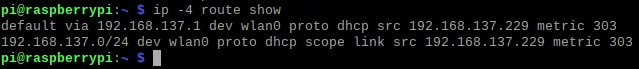 pi@raspberrypi:~ $ ip -4 route show
default via 192.168.137.1 dev wlan0 proto dhcp src 192.168.137.229 metric 303
192.168.137.0/24 dev wlan0 proto dhcp scope link src 192.168.137.229 metric 303
pi@raspberrypi:~ $